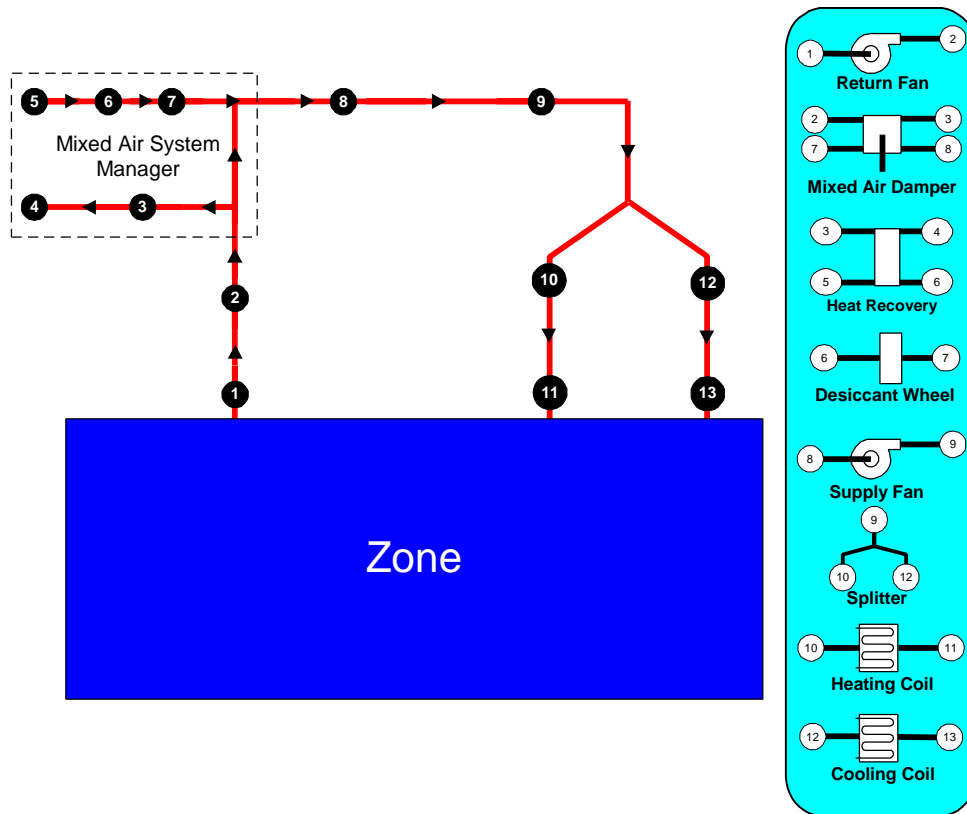 5 6 7 8 9
Mixed Air System
Manager
4 3
2
10 12
1 11 13
Zone
1 2
Return Fan
2 3
7 8
Mixed Air Damper
3 4
5 6
Heat Recovery
6 7
Desiccant Wheel
8 9
Supply Fan
9
10 12
Splitter
10 11
Heating Coil
12 13
Cooling Coil